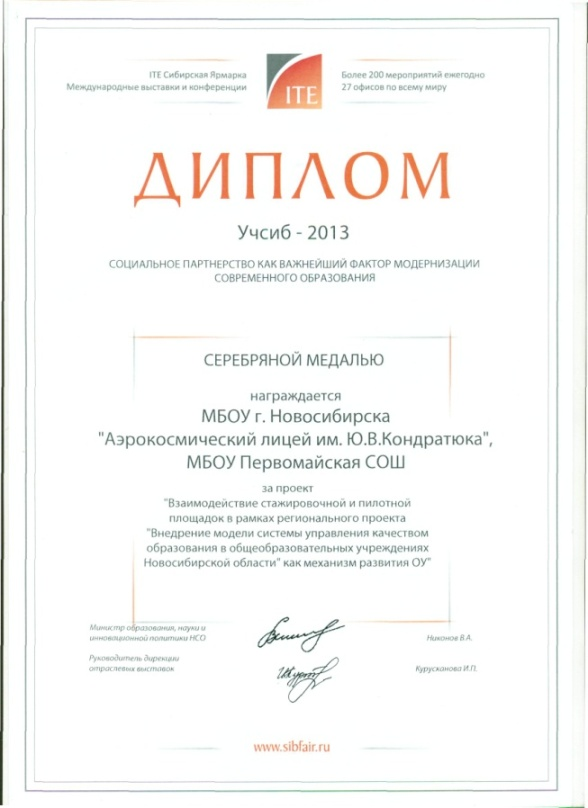 ITE Сибирская Ярмарка
Международные выставки и конференции
ITE
Более 200 мероприятий ежегодно
27 офисов по всему миру
ДИПЛОМ
Учсиб - 2013
СОЦИАЛЬНОЕ ПАРТНЕРСТВО КАК ВАЖНЕЙШИЙ ФАКТОР МОДЕРНИЗАЦИИ
СОВРЕМЕННОГО ОБРАЗОВАНИЯ
СЕРЕБРЯНОЙ МЕДАЛЬЮ
награждается
МБОУ г. Новосибирска
"Аэрокосмический лицей им. Ю.В.Кондратюка",
МБОУ Первомайская СОШ
за проект
"Взаимодействие стажировочной и пилотной
площадок в рамках регионального проекта
"Внедрение модели системы управления качеством
образования в общеобразовательных учреждениях
Новосибирской области" как механизм развития ОУ"
Министр образования, науки и
инновационной политики НСО
Никонов В.А.
Руководитель дирекции
отраслевых выставок
Курусканова И.П.
www.sibfair.ru